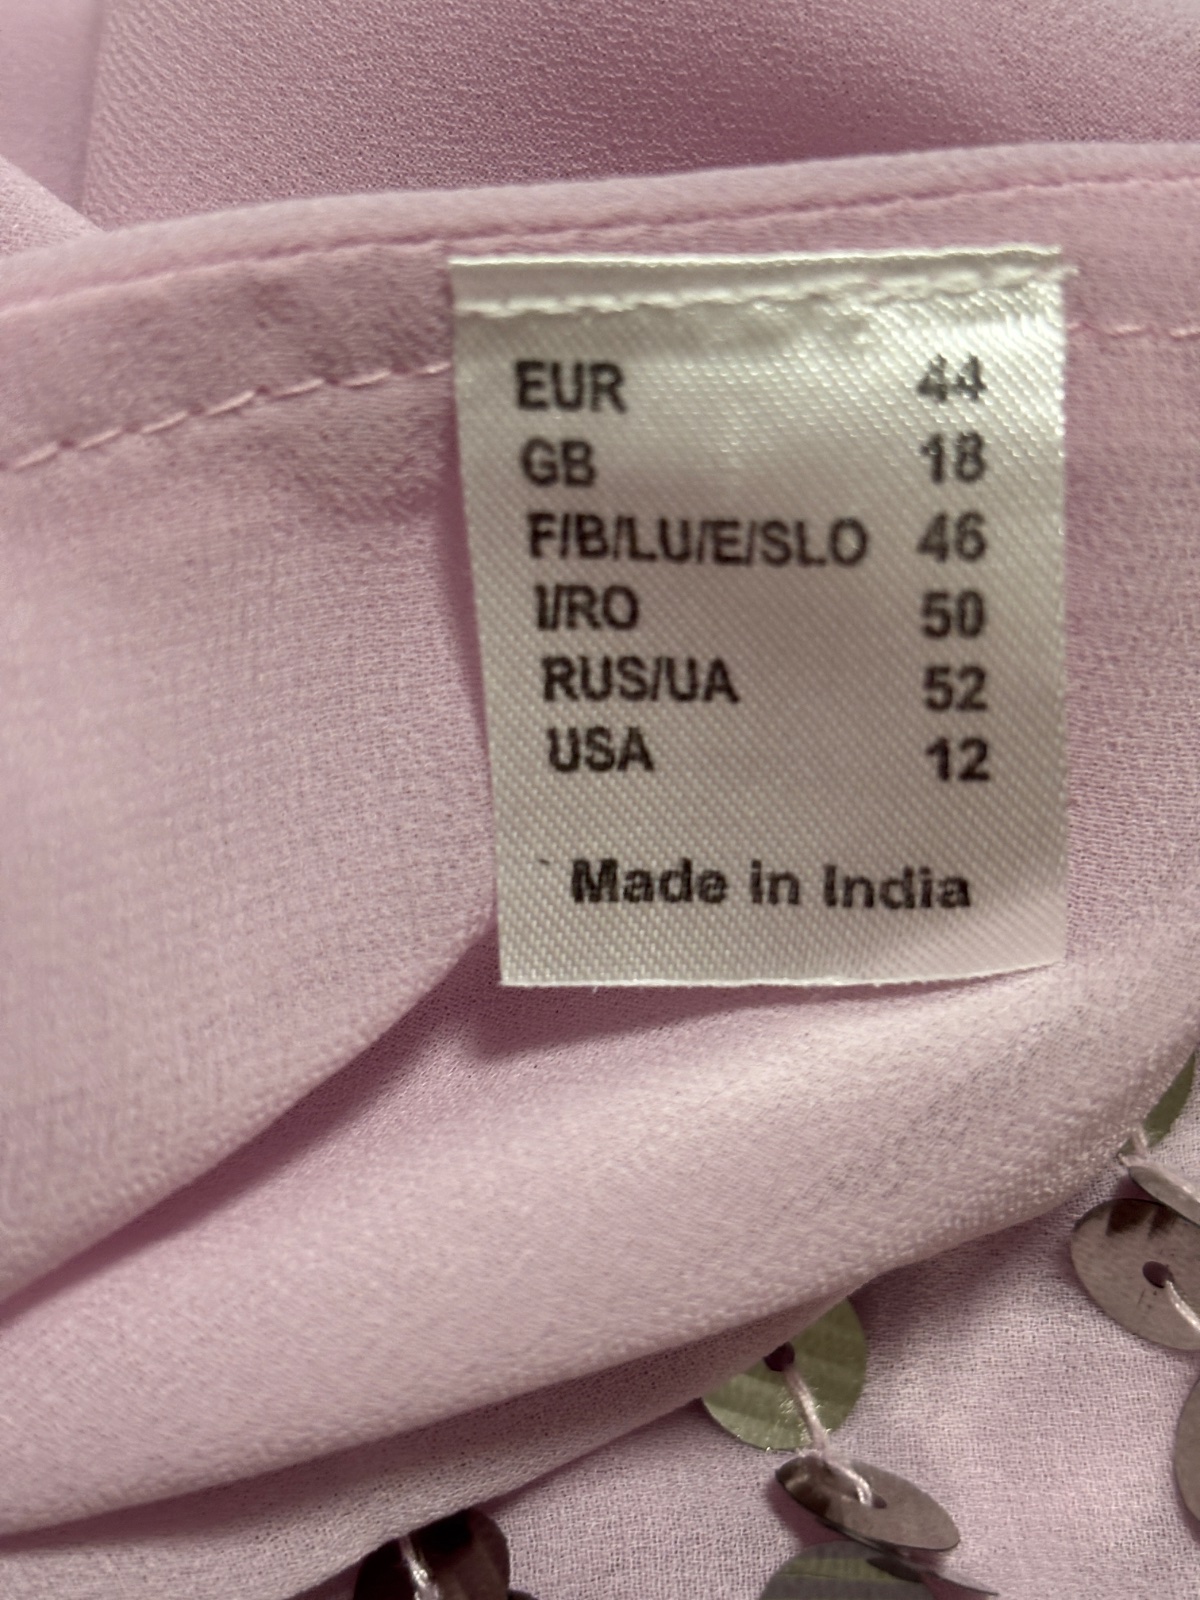 EUR 44
GB 18
F/B/LU/E/SLO 46
I/RO 50
RUS/UA 52
USA 12
Made in India